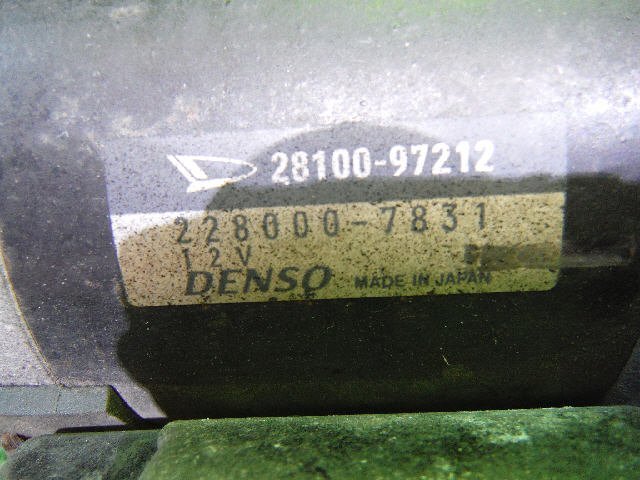 28100-97212
228000-7831
12V
DENSO MADE IN JAPAN